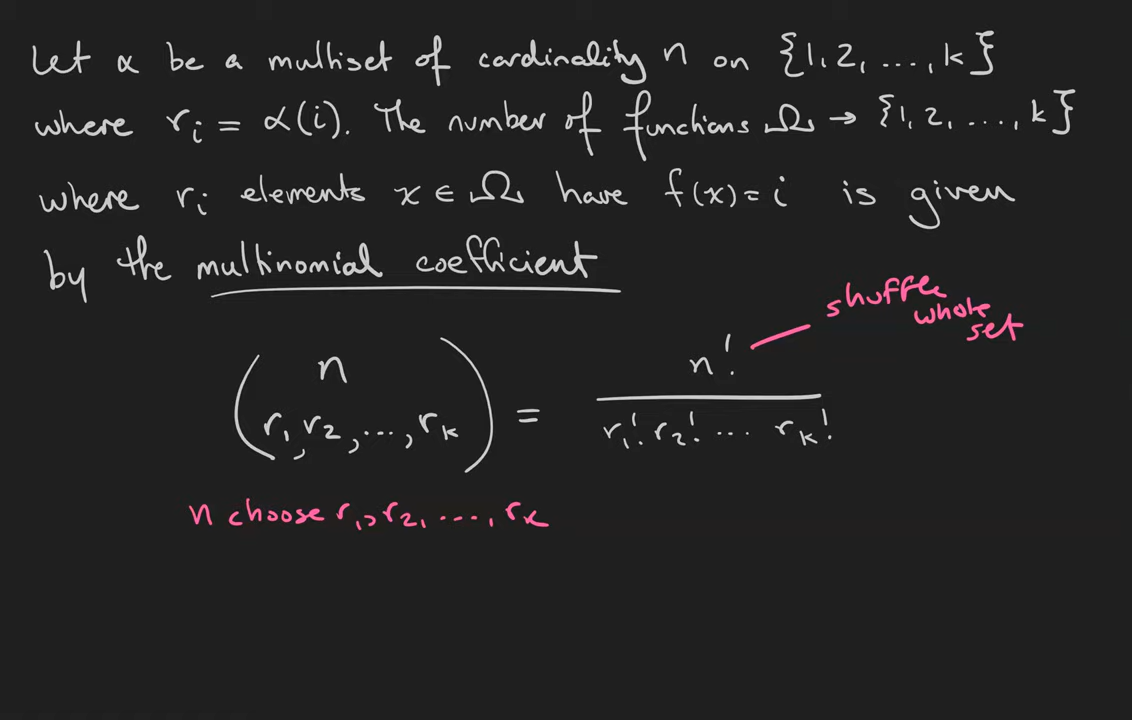 Let α be a multiset of cardinality n on {1, 2, ..., k}
where rᵢ = α(i). The number of functions Ω → {1, 2, ..., k}
where rᵢ elements x ∈ Ω have f(x) = i is given
by the multinomial coefficient
shuffle
whole
set
(n
r₁, r₂, ..., rₖ) = n! / r₁! r₂! ... rₖ!
n choose r₁, r₂, ..., rₖ